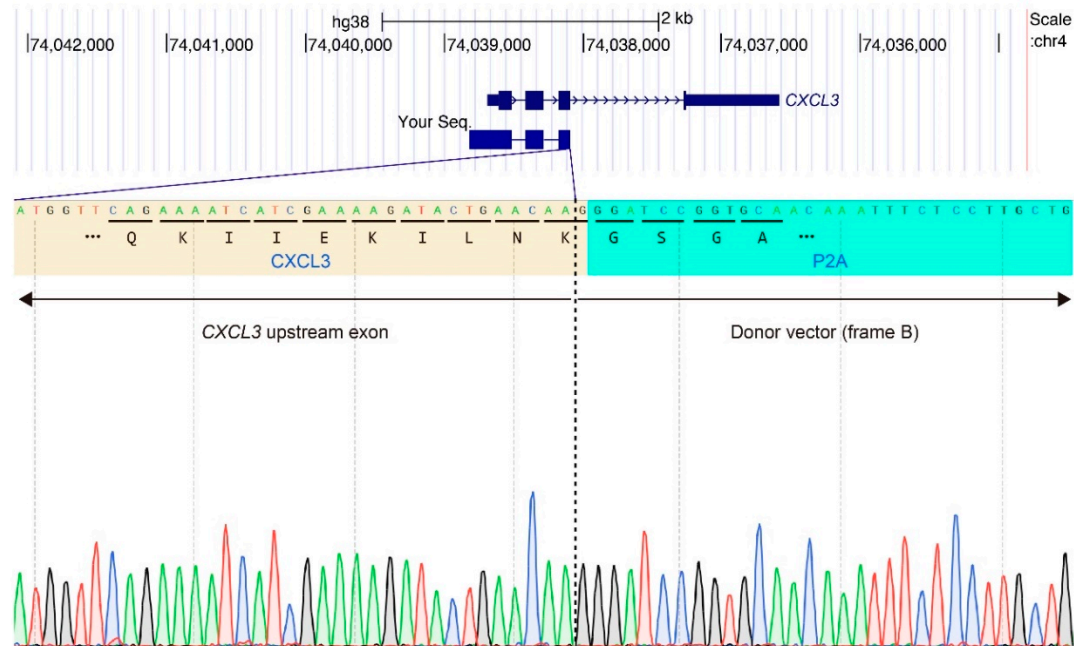 hg38 2 kb Scale
|74,042,000 |74,041,000 |74,040,000 |74,039,000 |74,038,000 |74,037,000 |74,036,000 | :chr4
CXCL3
Your Seq.
ATGGTTCAGAAAATCATCGAAAAGATACTGAACAAGGGATCCGGTGCAACAAATTTCTCCTTGCTG
... Q K I I E K I L N K G S G A ...
CXCL3 P2A
CXCL3 upstream exon Donor vector (frame B)